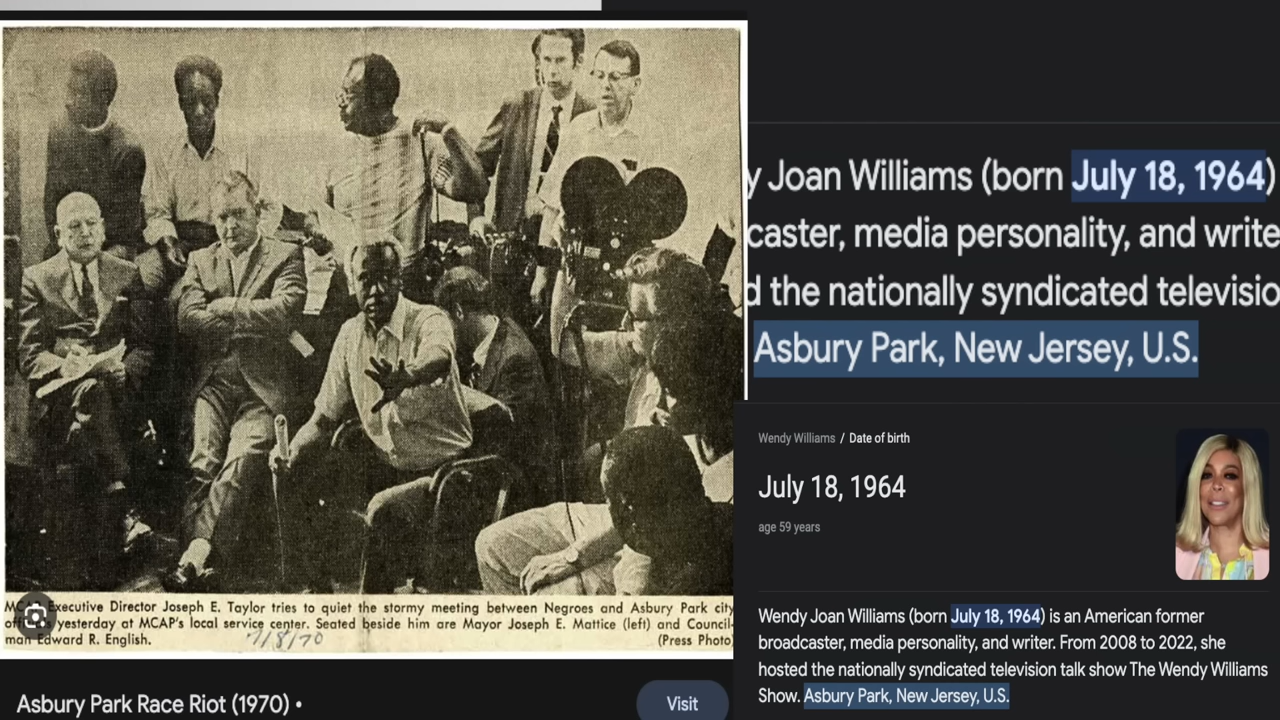 MC Executive Director Joseph E. Taylor tries to quiet the stormy meeting between Negroes and Asbury Park city
off s yesterday at MCAP's local service center. Seated beside him are Mayor Joseph E. Mattice (left) and Council-
man Edward R. English. (Press Photo
7/8/70
Asbury Park Race Riot (1970) •
Visit
y Joan Williams (born July 18, 1964)
caster, media personality, and write
d the nationally syndicated televisio
Asbury Park, New Jersey, U.S.
Wendy Williams / Date of birth
July 18, 1964
age 59 years
Wendy Joan Williams (born July 18, 1964) is an American former
broadcaster, media personality, and writer. From 2008 to 2022, she
hosted the nationally syndicated television talk show The Wendy Williams
Show. Asbury Park, New Jersey, U.S.